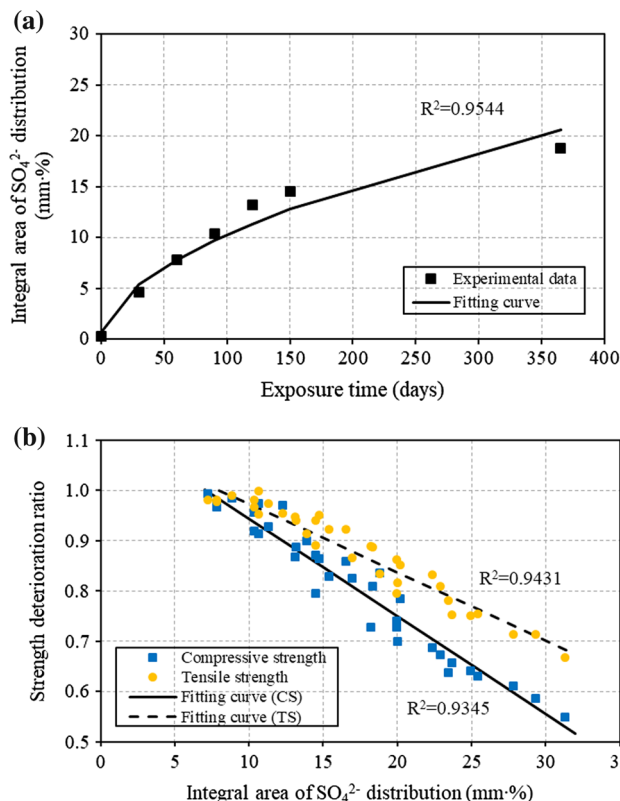 (a)
30
25
20
15
10
5
0
0 50 100 150 200 250 300 350 400
Integral area of SO₄²⁻ distribution
(mm·%)
Exposure time (days)
R²=0.9544
Experimental data
Fitting curve
(b)
1.1
1.0
0.9
0.8
0.7
0.6
0.5
0 5 10 15 20 25 30 35
Strength deterioration ratio
Integral area of SO₄²⁻ distribution (mm·%)
R²=0.9431
R²=0.9345
Compressive strength
Tensile strength
Fitting curve (CS)
Fitting curve (TS)